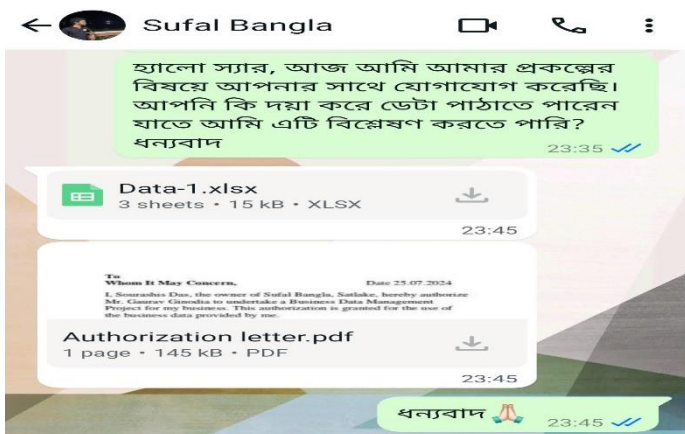 Sufal Bangla
হ্যালো স্যার, আজ আমি আমার প্রকল্পের
বিষয়ে আপনার সাথে যোগাযোগ করেছি।
আপনি কি দয়া করে ডেটা পাঠাতে পারেন
যাতে আমি এটি বিশ্লেষণ করতে পারি?
ধন্যবাদ
23:35
Data-1.xlsx
3 sheets • 15 kB • XLSX
23:45
To
Whom It May Concern, Date 25.07.2024
I, Sourashis Das, the owner of Sufal Bangla, Satlake, hereby authorize
Mr. Gaurav Ginodia to undertake a Business Data Management
Project for my business. This authorization is granted for the use of
the business data provided by me.
Authorization letter.pdf
1 page • 145 kB • PDF
23:45
ধন্যবাদ 🙏🏻 23:45